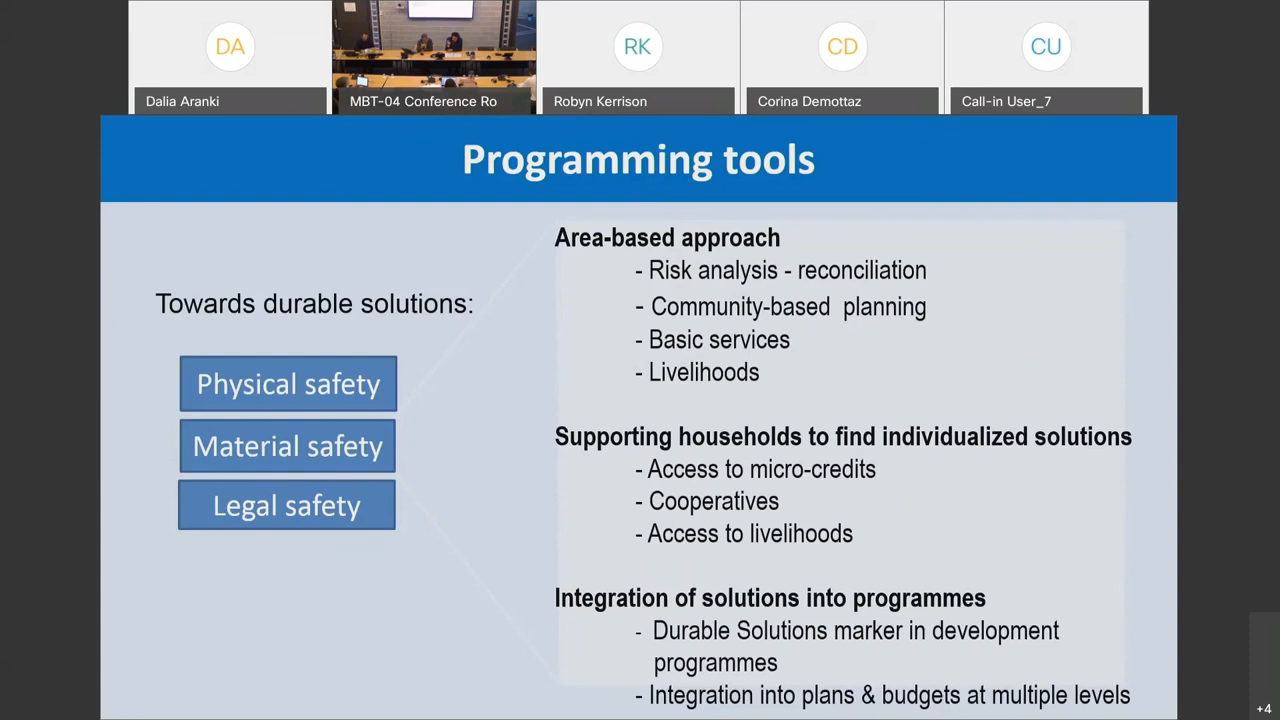 DA
RK
CD
CU
Dalia Aranki
MBT-04 Conference Ro
Robyn Kerrison
Corina Demottaz
Call-in User_7
Programming tools
Towards durable solutions:
Physical safety
Material safety
Legal safety
Area-based approach
- Risk analysis - reconciliation
- Community-based planning
- Basic services
- Livelihoods
Supporting households to find individualized solutions
- Access to micro-credits
- Cooperatives
- Access to livelihoods
Integration of solutions into programmes
- Durable Solutions marker in development
programmes
- Integration into plans & budgets at multiple levels
+4